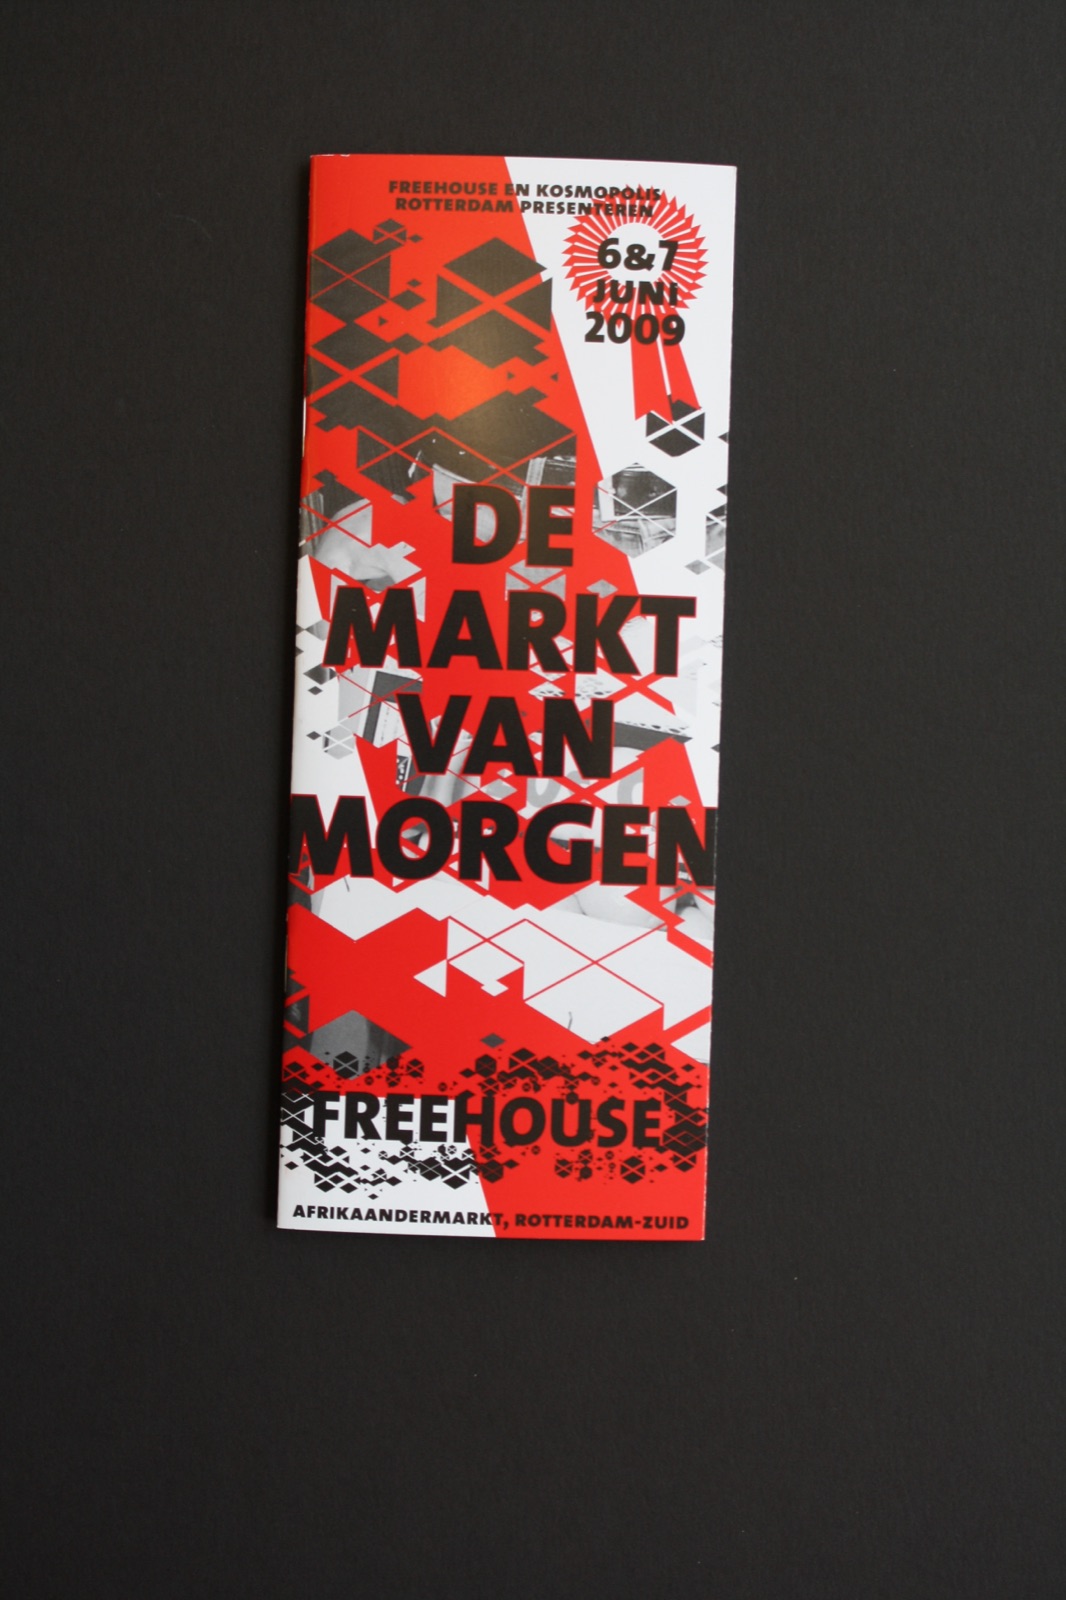 FREEHOUSE EN KOSMOPOLIS
ROTTERDAM PRESENTEREN
6&7
JUNI
2009
DE
MARKT
VAN
MORGEN
FREEHOUSE
AFRIKAANDERMARKT, ROTTERDAM-ZUID